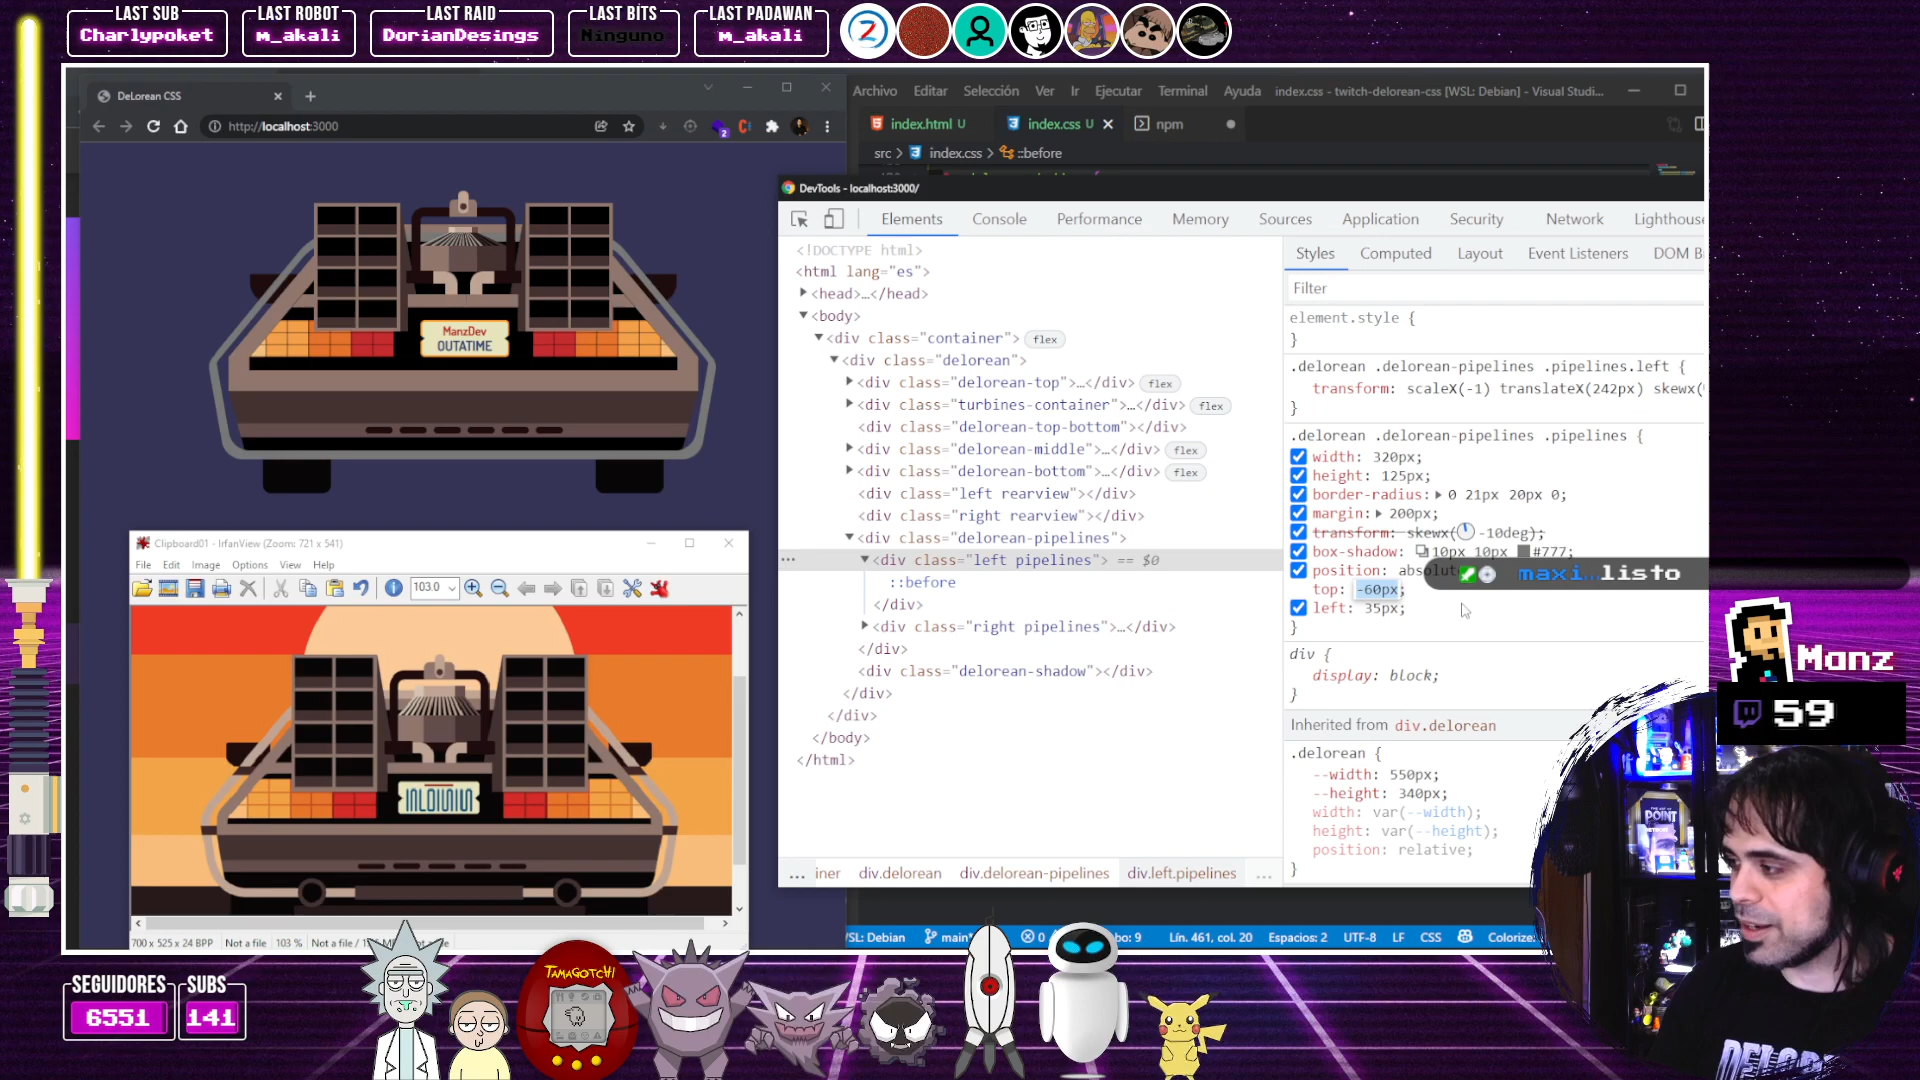 LAST SUB
Charlypoket
LAST ROBOT
m_akali
LAST RAID
DorianDesings
LAST BITS
Ninguno
LAST PADAWAN
m_akali
DeLorean CSS
http://localhost:3000
ManzDev
OUTATIME
Archivo Editar Selección Ver Ir Ejecutar Terminal Ayuda index.css - twitch-delorean-css [WSL: Debian] - Visual Studi...
index.html U index.css U npm
src > index.css > ::before
DevTools - localhost:3000/
Elements Console Performance Memory Sources Application Security Network Lighthouse
<!DOCTYPE html>
<html lang="es">
<head>…</head>
<body>
<div class="container"> flex
<div class="delorean">
<div class="delorean-top">…</div> flex
<div class="turbines-container">…</div> flex
<div class="delorean-top-bottom"></div>
<div class="delorean-middle">…</div> flex
<div class="delorean-bottom">…</div> flex
<div class="left rearview"></div>
<div class="right rearview"></div>
<div class="delorean-pipelines">
<div class="left pipelines"> == $0
::before
</div>
<div class="right pipelines">…</div>
</div>
<div class="delorean-shadow"></div>
</div>
</div>
</body>
</html>
... iner div.delorean div.delorean-pipelines div.left.pipelines ...
Styles Computed Layout Event Listeners DOM B
Filter
element.style {
}
.delorean .delorean-pipelines .pipelines.left {
transform: scaleX(-1) translateX(242px) skewx(
}
.delorean .delorean-pipelines .pipelines {
width: 320px;
height: 125px;
border-radius: 0 21px 20px 0;
margin: 200px;
transform: skewx( -10deg);
box-shadow: 10px 10px #777;
position: absolut
top: -60px;
left: 35px;
}
maxi...listo
div {
display: block;
}
Inherited from div.delorean
.delorean {
--width: 550px;
--height: 340px;
width: var(--width);
height: var(--height);
position: relative;
}
Clipboard01 - IrfanView (Zoom: 721 x 541)
File Edit Image Options View Help
103.0
700 x 525 x 24 BPP Not a file 103 % Not a file /
WSL: Debian main* 0 Lín. 461, col. 20 Espacios: 2 UTF-8 LF CSS Colorize:
Manz
59
SEGUIDORES
6551
SUBS
141
TAMAGOTCHI
POINT